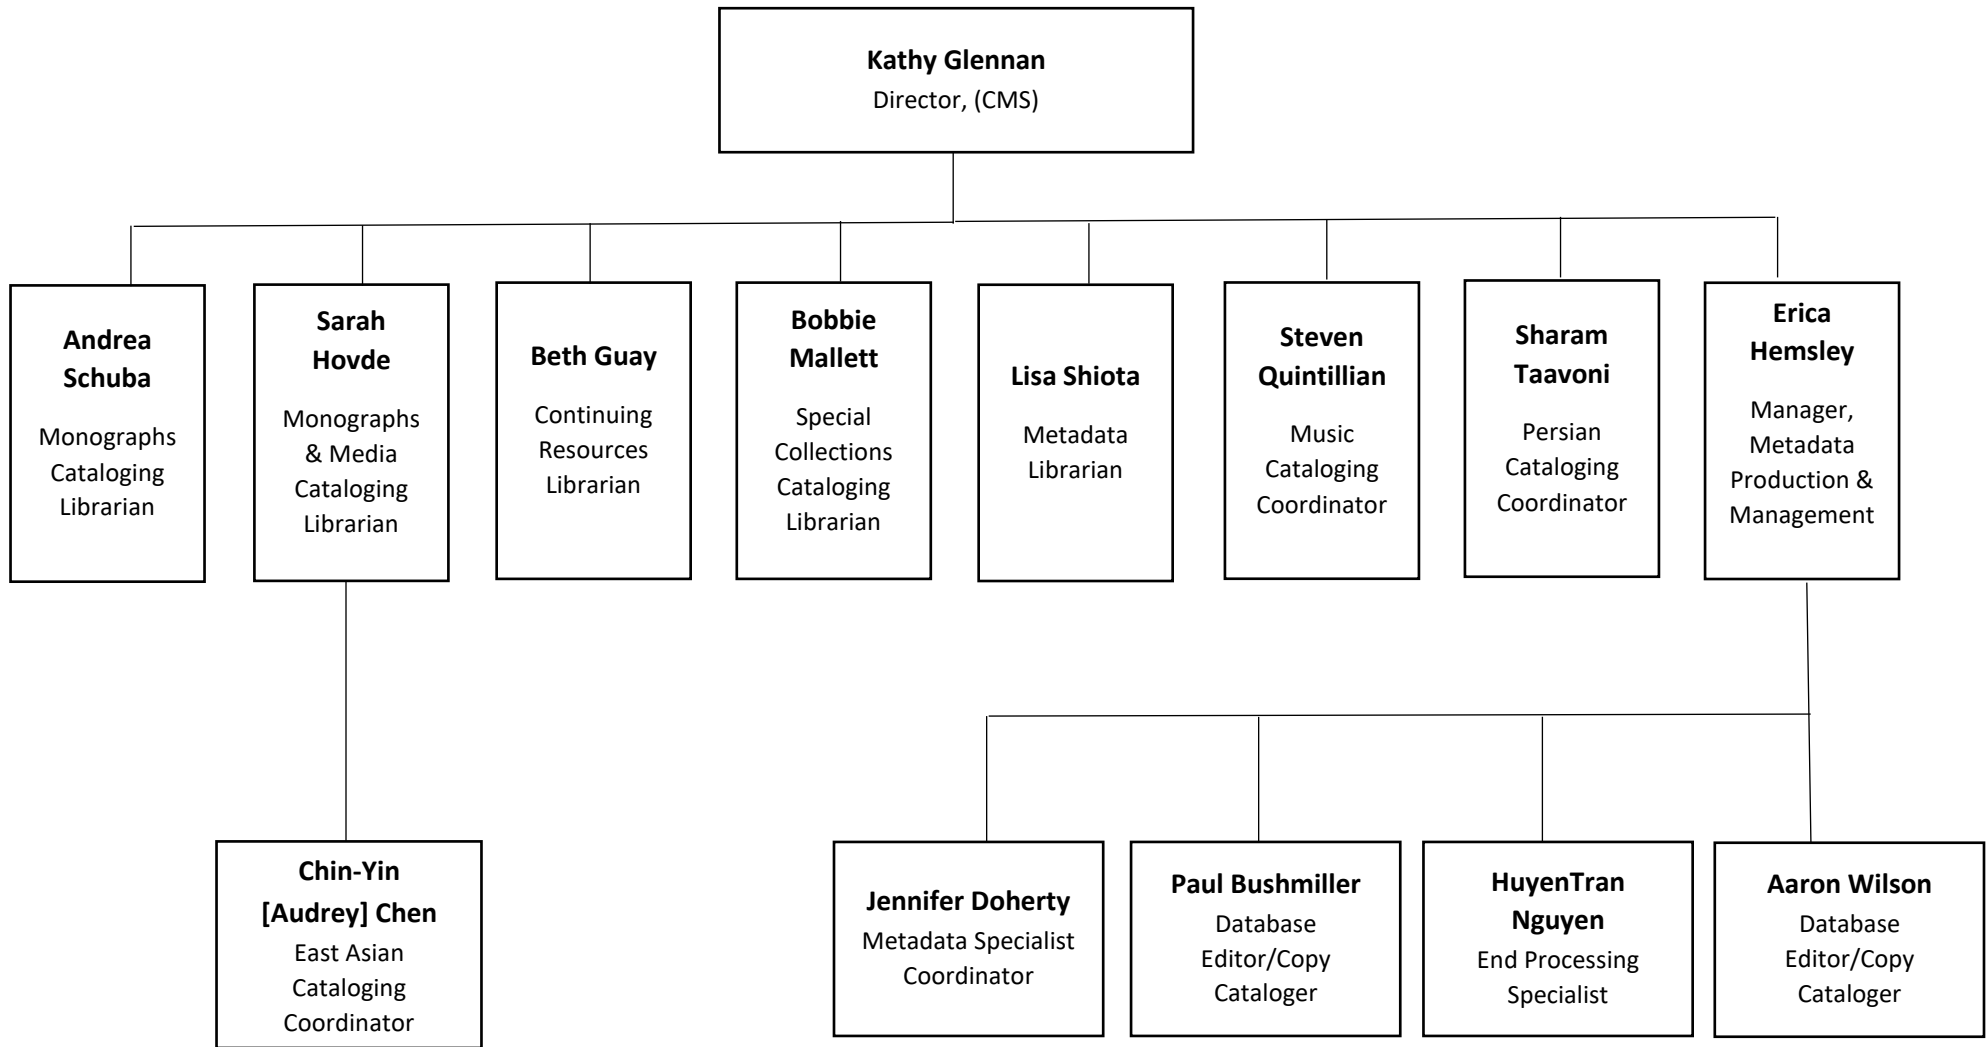 Kathy Glennan
Director, (CMS)
Andrea
Schuba
Monographs
Cataloging
Librarian
Sarah
Hovde
Monographs
& Media
Cataloging
Librarian
Beth Guay
Continuing
Resources
Librarian
Bobbie
Mallett
Special
Collections
Cataloging
Librarian
Lisa Shiota
Metadata
Librarian
Steven
Quintillian
Music
Cataloging
Coordinator
Sharam
Taavoni
Persian
Cataloging
Coordinator
Erica
Hemsley
Manager,
Metadata
Production &
Management
Chin-Yin
[Audrey] Chen
East Asian
Cataloging
Coordinator
Jennifer Doherty
Metadata Specialist
Coordinator
Paul Bushmiller
Database
Editor/Copy
Cataloger
HuyenTran
Nguyen
End Processing
Specialist
Aaron Wilson
Database
Editor/Copy
Cataloger